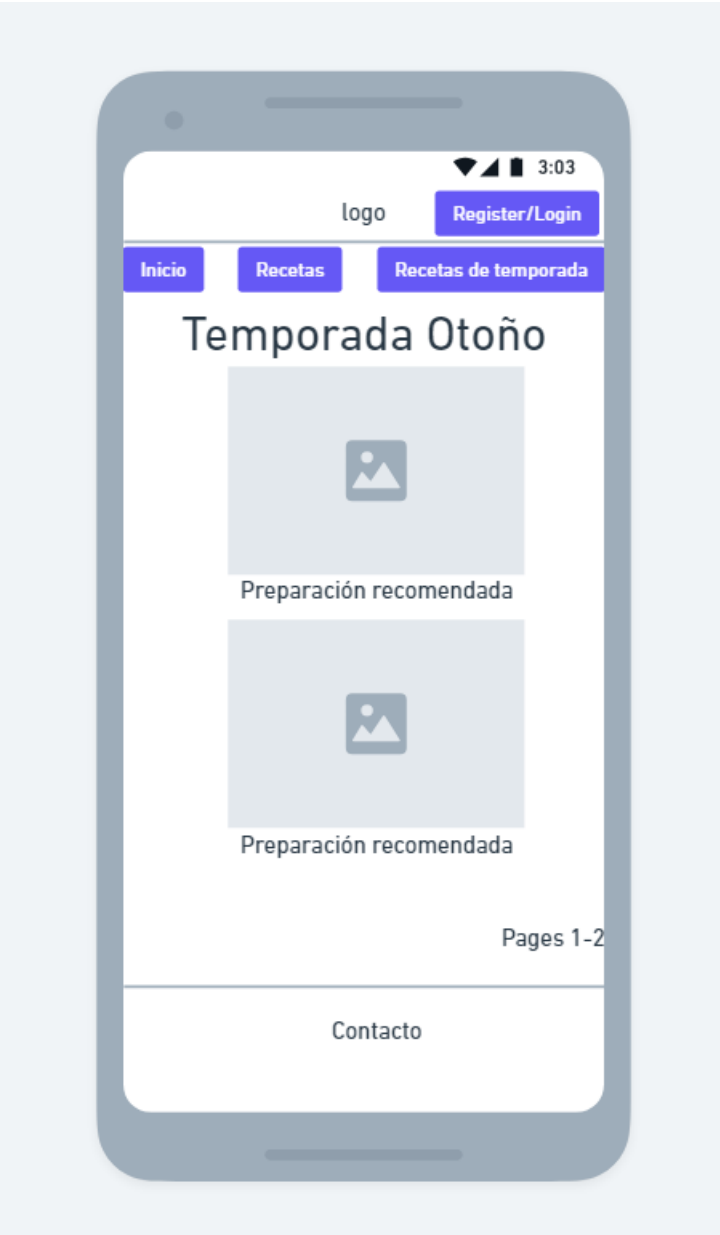 3:03
logo
Register/Login
Inicio
Recetas
Recetas de temporada
Temporada Otoño
Preparación recomendada
Preparación recomendada
Pages 1-2
Contacto